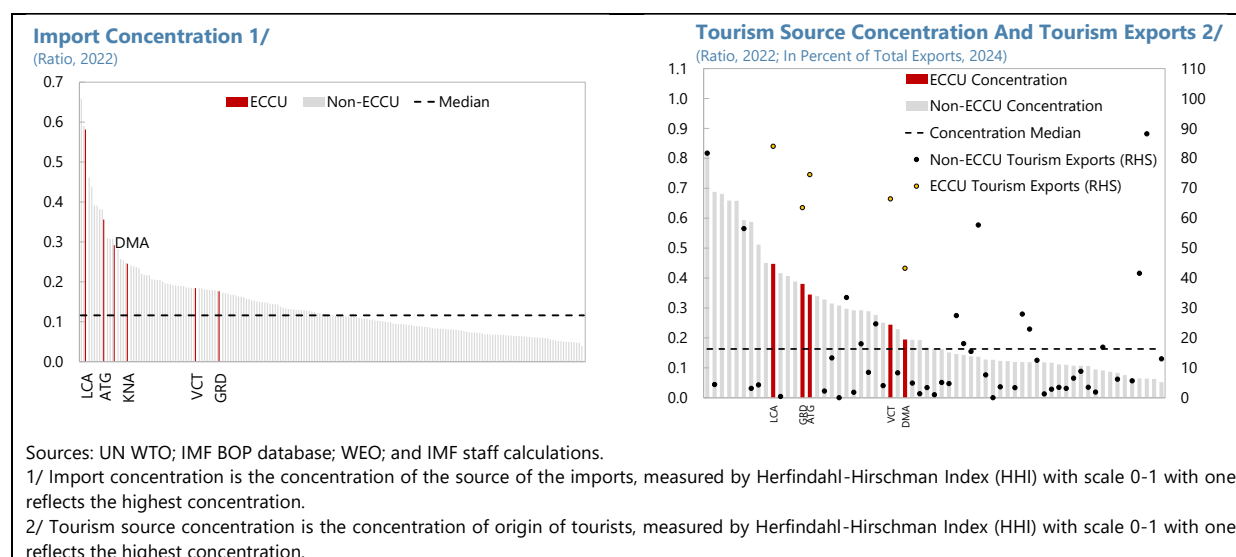 Import Concentration 1/
(Ratio, 2022)
0.7
0.6
0.5
0.4
0.3
0.2
0.1
0.0
ECCU
Non-ECCU
Median
DMA
LCA
ATG
KNA
VCT
GRD
Tourism Source Concentration And Tourism Exports 2/
(Ratio, 2022; In Percent of Total Exports, 2024)
1.1
1.0
0.9
0.8
0.7
0.6
0.5
0.4
0.3
0.2
0.1
0.0
110
100
90
80
70
60
50
40
30
20
10
0
ECCU Concentration
Non-ECCU Concentration
Concentration Median
Non-ECCU Tourism Exports (RHS)
ECCU Tourism Exports (RHS)
LCA
GRD
ATG
VCT
DMA
Sources: UN WTO; IMF BOP database; WEO; and IMF staff calculations.
1/ Import concentration is the concentration of the source of the imports, measured by Herfindahl-Hirschman Index (HHI) with scale 0-1 with one
reflects the highest concentration.
2/ Tourism source concentration is the concentration of origin of tourists, measured by Herfindahl-Hirschman Index (HHI) with scale 0-1 with one
reflects the highest concentration.